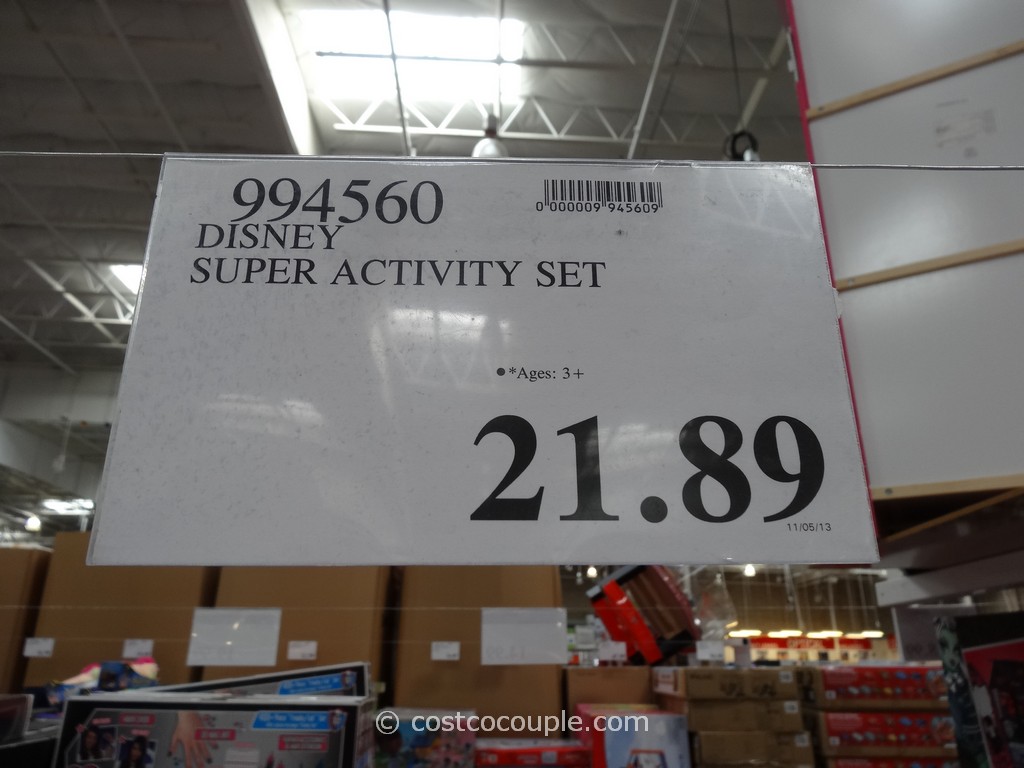 994560
0 000009 945609
DISNEY
SUPER ACTIVITY SET
•*Ages: 3+
21.89
11/05/13
© costcocouple.com